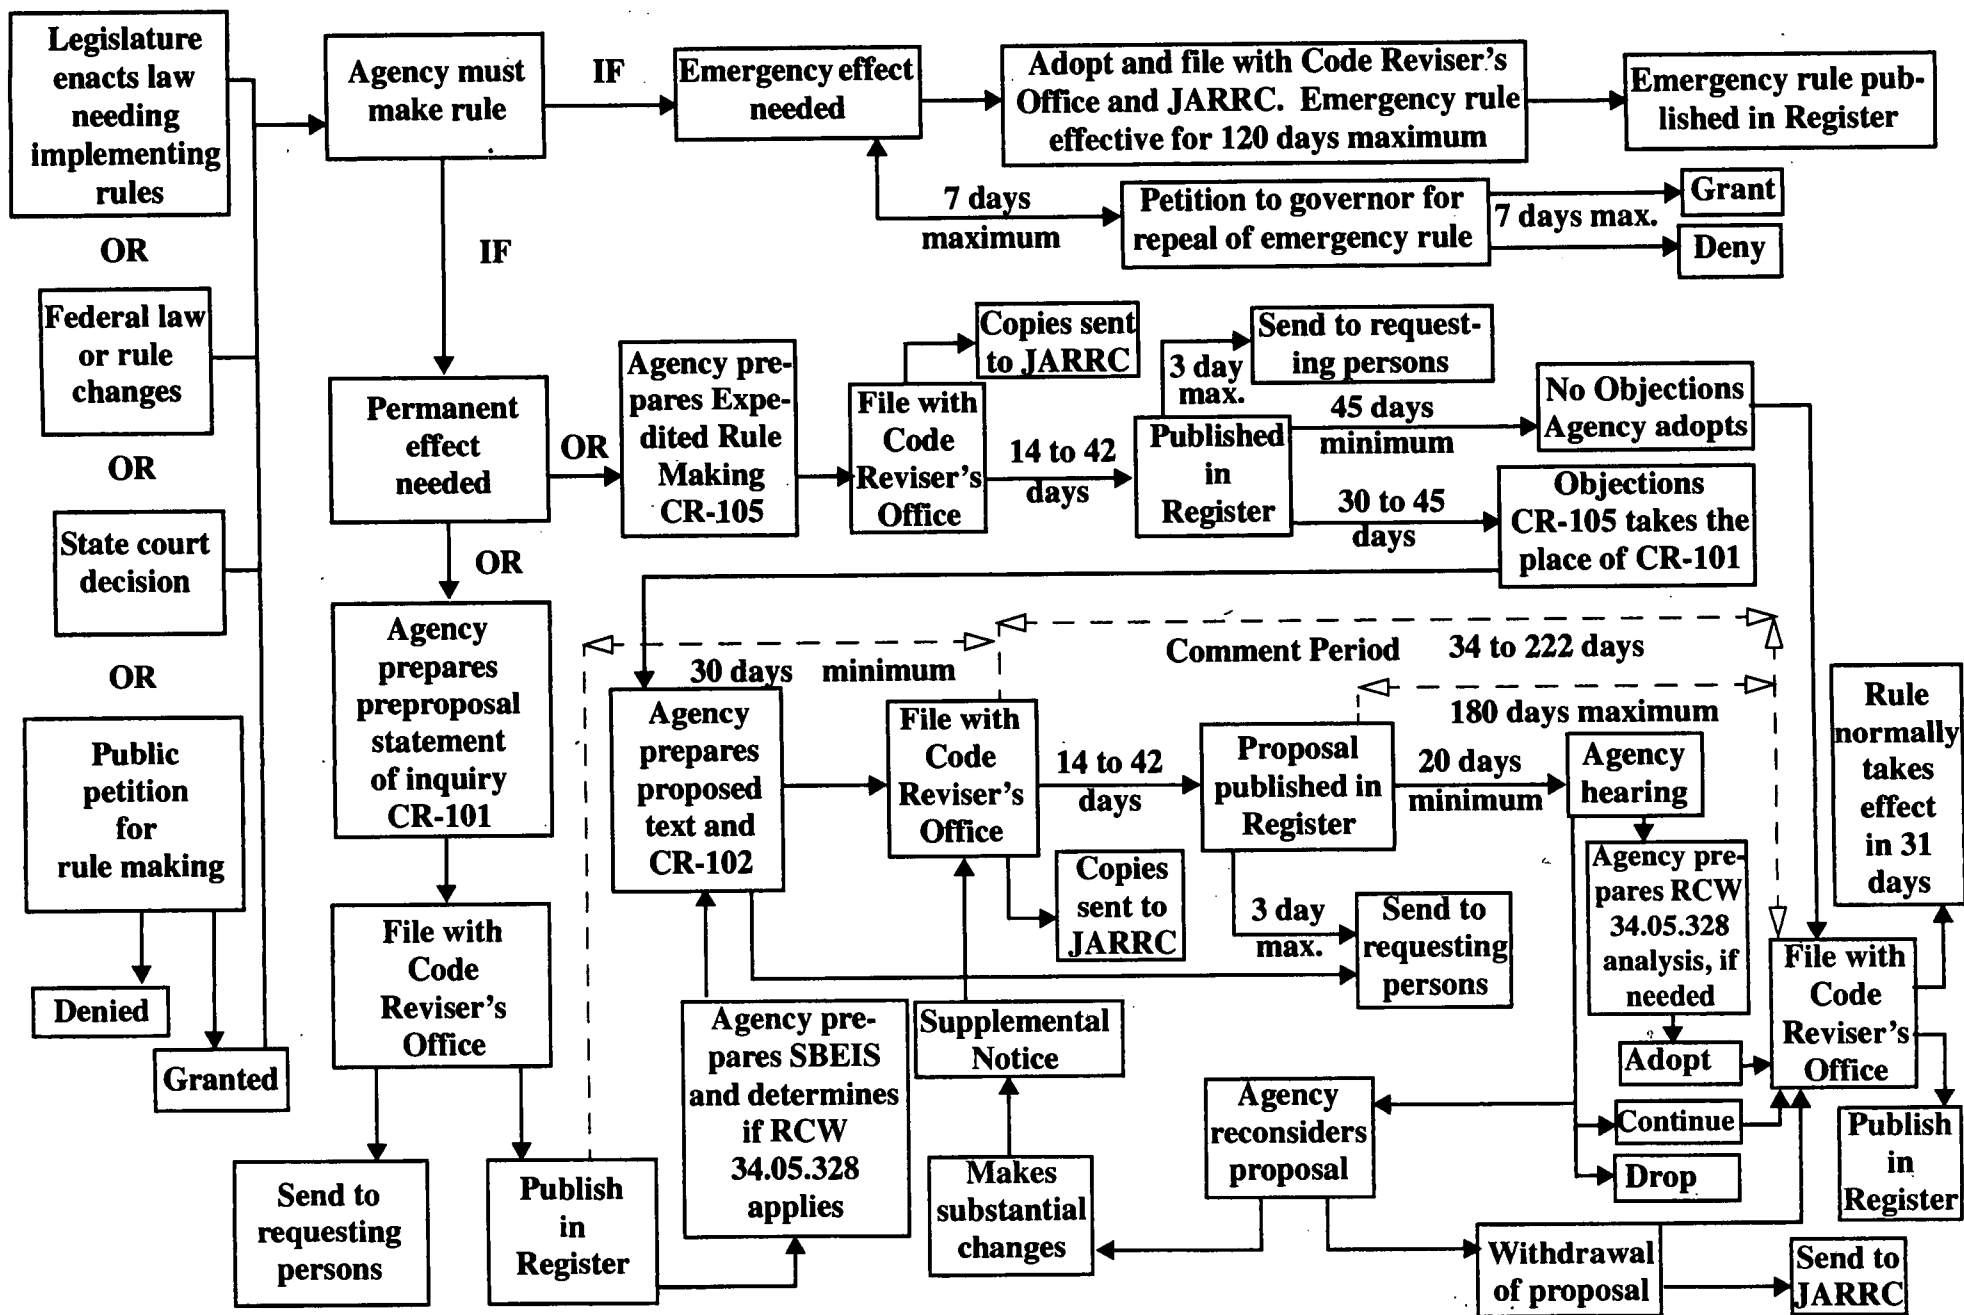 Legislature
enacts law
needing
implementing
rules
OR
Federal law
or rule
changes
OR
State court
decision
OR
Public
petition
for
rule making
Denied
Granted
Agency must
make rule
IF
Emergency effect
needed
Adopt and file with Code Reviser's
Office and JARRC. Emergency rule
effective for 120 days maximum
Emergency rule pub-
lished in Register
7 days
maximum
Petition to governor for
repeal of emergency rule
7 days max.
Grant
Deny
IF
Permanent
effect
needed
OR
Agency pre-
pares Expe-
dited Rule
Making
CR-105
File with
Code
Reviser's
Office
Copies sent
to JARRC
14 to 42
days
Published
in
Register
3 day
max.
Send to request-
ing persons
45 days
minimum
No Objections
Agency adopts
30 to 45
days
Objections
CR-105 takes the
place of CR-101
OR
Agency
prepares
preproposal
statement
of inquiry
CR-101
File with
Code
Reviser's
Office
Send to
requesting
persons
Publish
in
Register
30 days minimum
Agency
prepares
proposed
text and
CR-102
Agency pre-
pares SBEIS
and determines
if RCW
34.05.328
applies
File with
Code
Reviser's
Office
Copies
sent to
JARRC
Supplemental
Notice
Makes
substantial
changes
Comment Period 34 to 222 days
180 days maximum
14 to 42
days
Proposal
published in
Register
3 day
max.
Send to
requesting
persons
20 days
minimum
Agency
hearing
Agency pre-
pares RCW
34.05.328
analysis, if
needed
Adopt
Continue
Drop
Agency
reconsiders
proposal
Withdrawal
of proposal
Send to
JARRC
File with
Code
Reviser's
Office
Rule
normally
takes
effect
in 31
days
Publish
in
Register